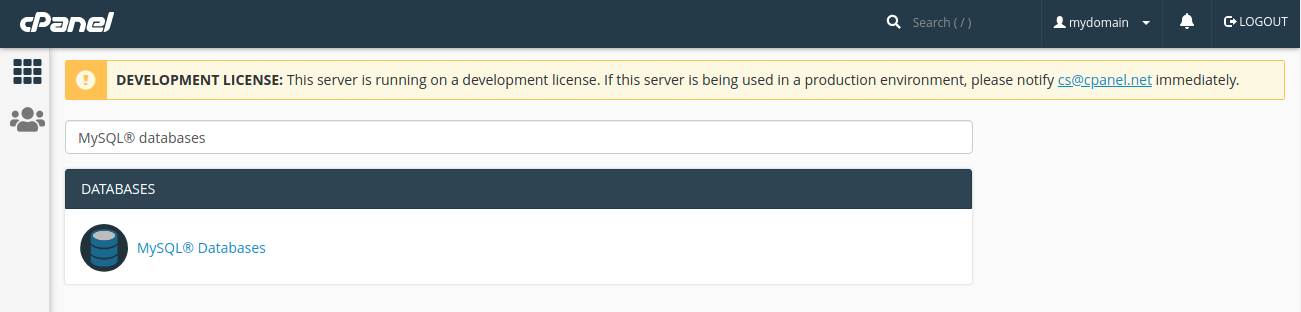 cPanel
Search ( / )
mydomain
LOGOUT
DEVELOPMENT LICENSE: This server is running on a development license. If this server is being used in a production environment, please notify cs@cpanel.net immediately.
MySQL® databases
DATABASES
MySQL® Databases